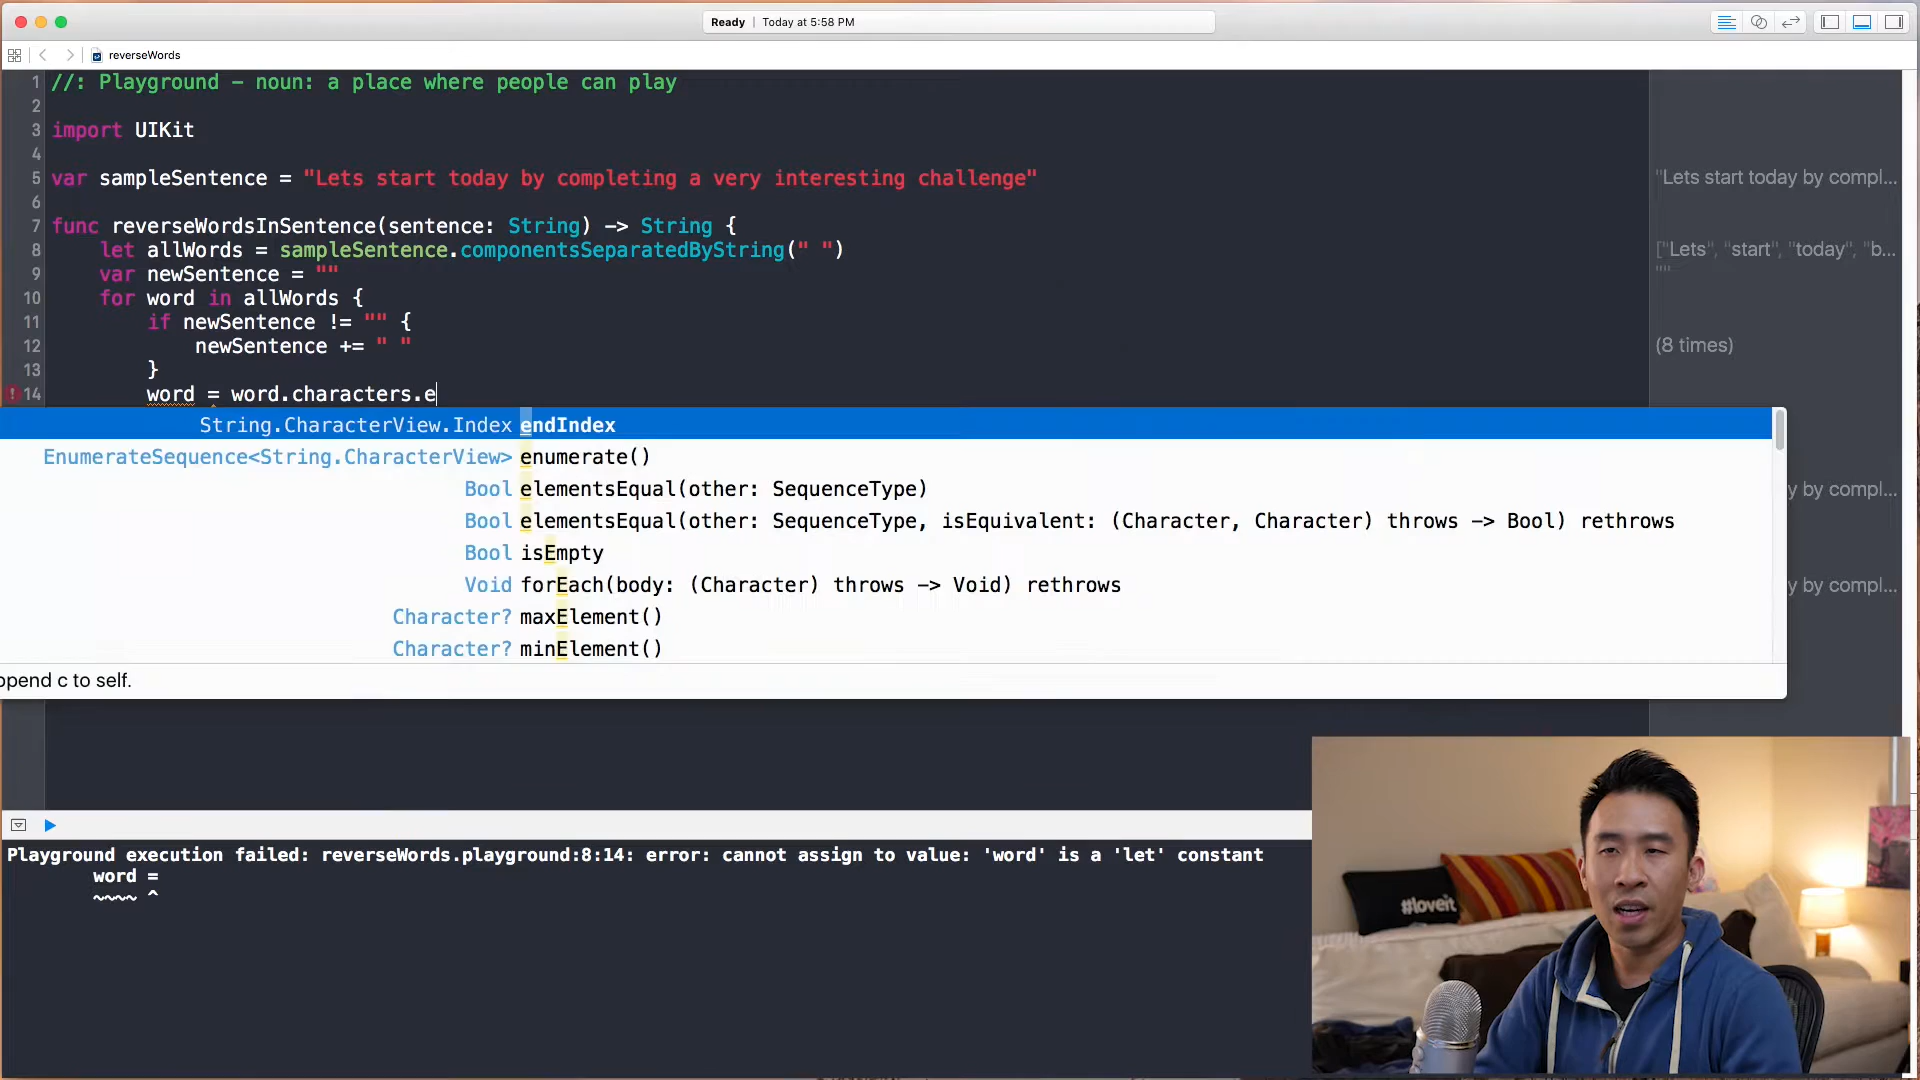 Ready | Today at 5:58 PM
reverseWords
1 //: Playground - noun: a place where people can play
2
3 import UIKit
4
5 var sampleSentence = "Lets start today by completing a very interesting challenge"
"Lets start today by compl...
6
7 func reverseWordsInSentence(sentence: String) -> String {
8 let allWords = sampleSentence.componentsSeparatedByString(" ")
["Lets", "start", "today", "b...
9 var newSentence = ""
""
10 for word in allWords {
11 if newSentence != "" {
12 newSentence += " "
(8 times)
13 }
14 word = word.characters.e
String.CharacterView.Index endIndex
EnumerateSequence<String.CharacterView> enumerate()
Bool elementsEqual(other: SequenceType)
y by compl...
Bool elementsEqual(other: SequenceType, isEquivalent: (Character, Character) throws -> Bool) rethrows
Bool isEmpty
Void forEach(body: (Character) throws -> Void) rethrows
y by compl...
Character? maxElement()
Character? minElement()
ppend c to self.
Playground execution failed: reverseWords.playground:8:14: error: cannot assign to value: 'word' is a 'let' constant
word =
~~~~ ^
#loveit